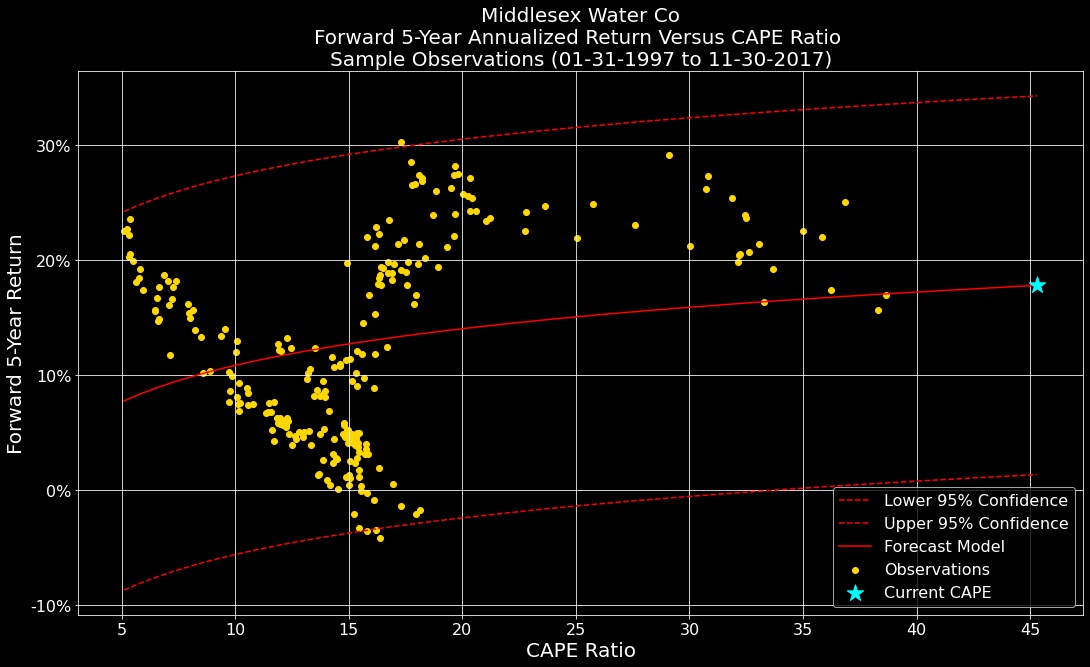 Middlesex Water Co
Forward 5-Year Annualized Return Versus CAPE Ratio
Sample Observations (01-31-1997 to 11-30-2017)
Forward 5-Year Return
30%
20%
10%
0%
-10%
5 10 15 20 25 30 35 40 45
CAPE Ratio
Lower 95% Confidence
Upper 95% Confidence
Forecast Model
Observations
Current CAPE